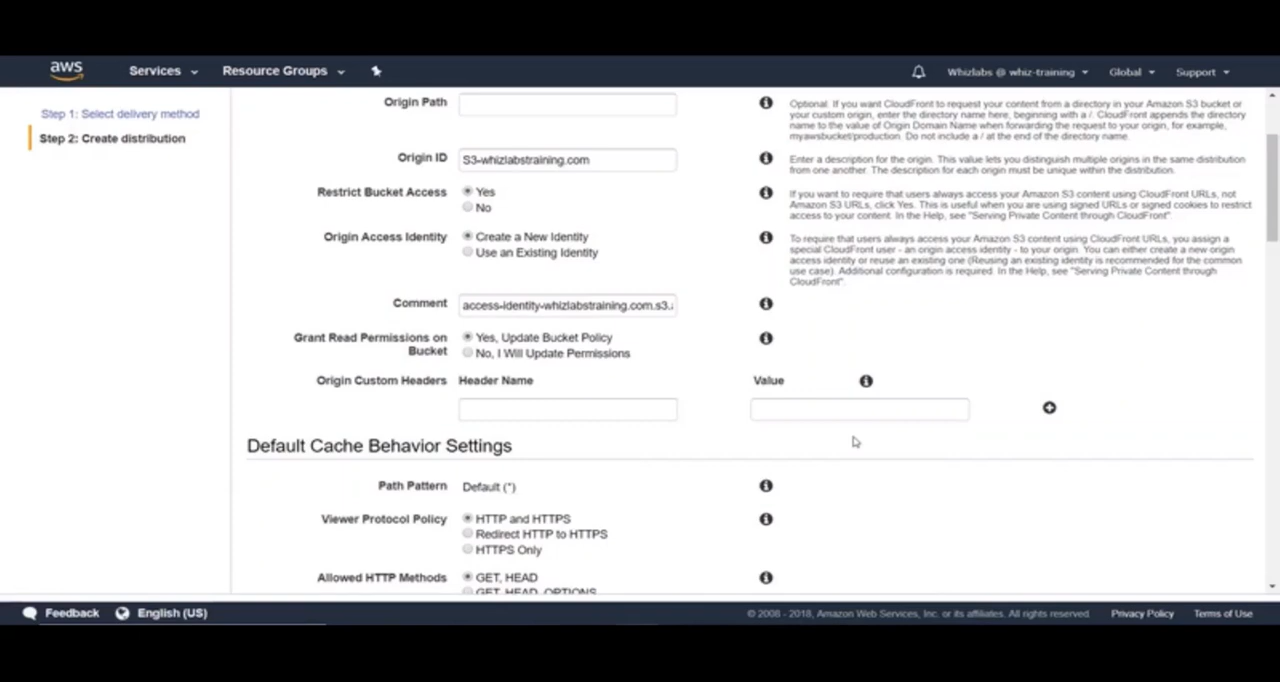 aws
Services
Resource Groups
Whizlabs @ whiz-training
Global
Support
Step 1: Select delivery method
Step 2: Create distribution
Origin Path
Optional. If you want CloudFront to request your content from a directory in your Amazon S3 bucket or
your custom origin, enter the directory name here, beginning with a /. CloudFront appends the directory
name to the value of Origin Domain Name when forwarding the request to your origin, for example,
myawsbucket/production. Do not include a / at the end of the directory name.
Origin ID
S3-whizlabstraining.com
Enter a description for the origin. This value lets you distinguish multiple origins in the same distribution
from one another. The description for each origin must be unique within the distribution.
Restrict Bucket Access
Yes
No
If you want to require that users always access your Amazon S3 content using CloudFront URLs, not
Amazon S3 URLs, click Yes. This is useful when you are using signed URLs or signed cookies to restrict
access to your content. In the Help, see "Serving Private Content through CloudFront".
Origin Access Identity
Create a New Identity
Use an Existing Identity
To require that users always access your Amazon S3 content using CloudFront URLs, you assign a
special CloudFront user - an origin access identity - to your origin. You can either create a new origin
access identity or reuse an existing one (Reusing an existing identity is recommended for the common
use case). Additional configuration is required. In the Help, see "Serving Private Content through
CloudFront".
Comment
access-identity-whizlabstraining.com.s3.
Grant Read Permissions on
Bucket
Yes, Update Bucket Policy
No, I Will Update Permissions
Origin Custom Headers
Header Name
Value
Default Cache Behavior Settings
Path Pattern
Default (*)
Viewer Protocol Policy
HTTP and HTTPS
Redirect HTTP to HTTPS
HTTPS Only
Allowed HTTP Methods
GET, HEAD
GET, HEAD, OPTIONS
Feedback
English (US)
© 2008 - 2018, Amazon Web Services, Inc. or its affiliates. All rights reserved.
Privacy Policy
Terms of Use